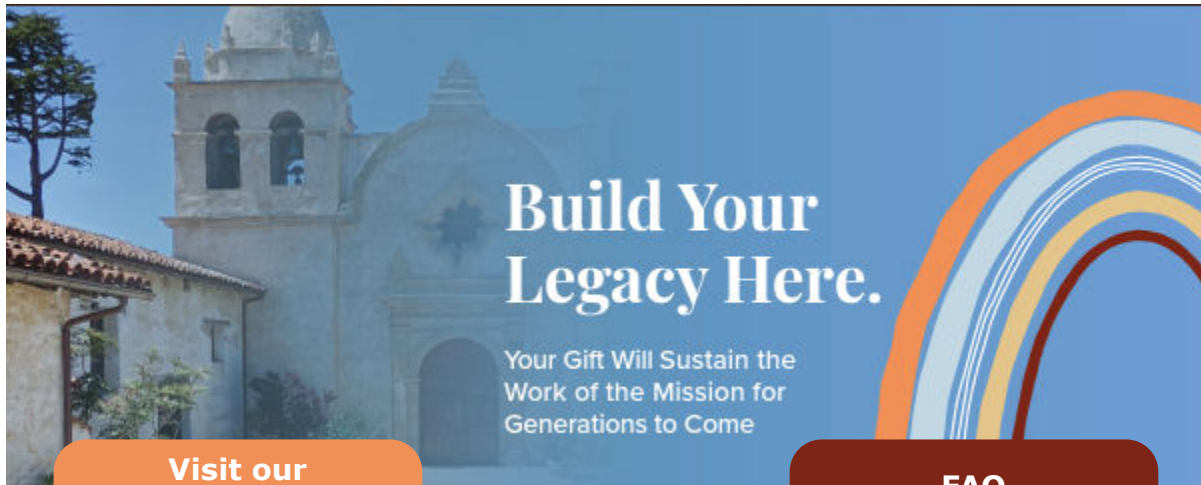 Build Your
Legacy Here.
Your Gift Will Sustain the
Work of the Mission for
Generations to Come
Visit our
FAQ